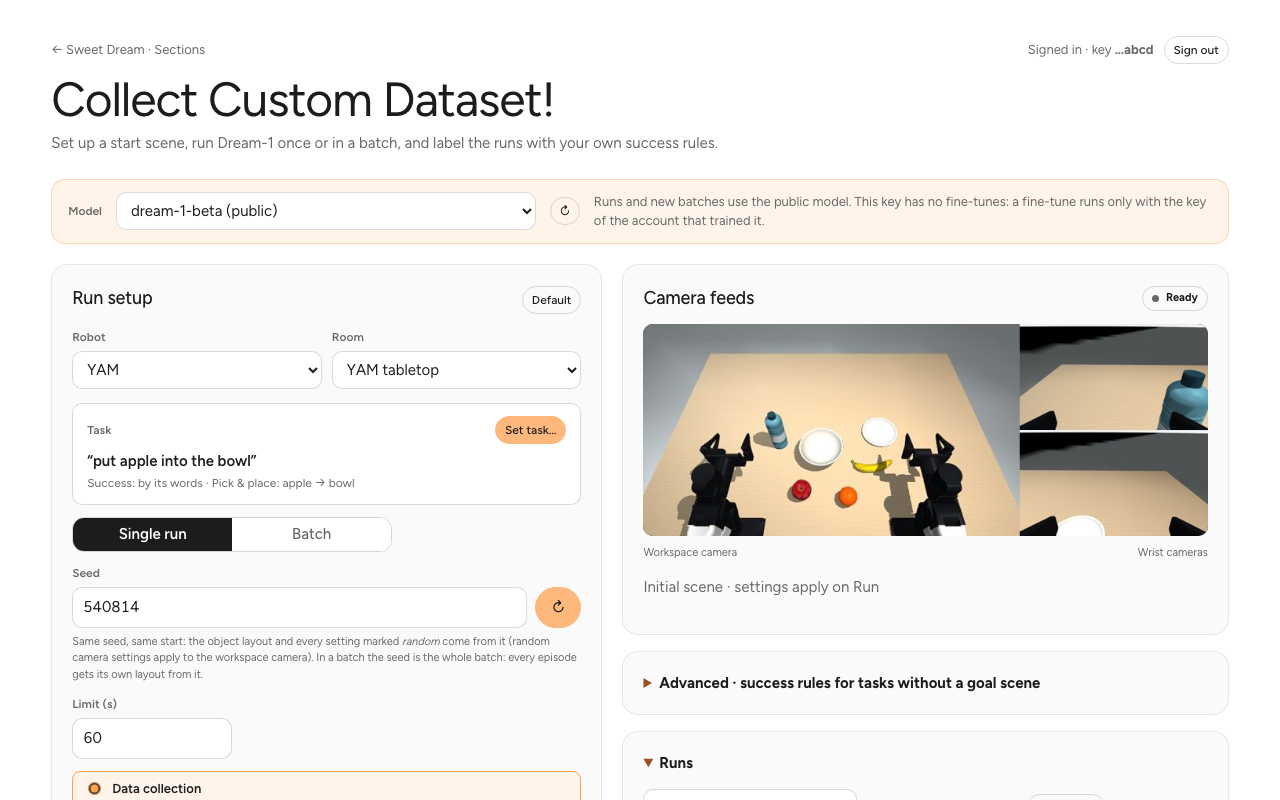 ← Sweet Dream · Sections
Signed in · key …abcd
Sign out
Collect Custom Dataset!
Set up a start scene, run Dream-1 once or in a batch, and label the runs with your own success rules.
Model
dream-1-beta (public)
↻
Runs and new batches use the public model. This key has no fine-tunes: a fine-tune runs only with the key
of the account that trained it.
Run setup
Default
Robot
Room
YAM
YAM tabletop
Task
Set task…
“put apple into the bowl”
Success: by its words · Pick & place: apple → bowl
Single run
Batch
Seed
540814
↻
Same seed, same start: the object layout and every setting marked random come from it (random
camera settings apply to the workspace camera). In a batch the seed is the whole batch: every episode
gets its own layout from it.
Limit (s)
60
Data collection
Camera feeds
Ready
Workspace camera
Wrist cameras
Initial scene · settings apply on Run
Advanced · success rules for tasks without a goal scene
Runs